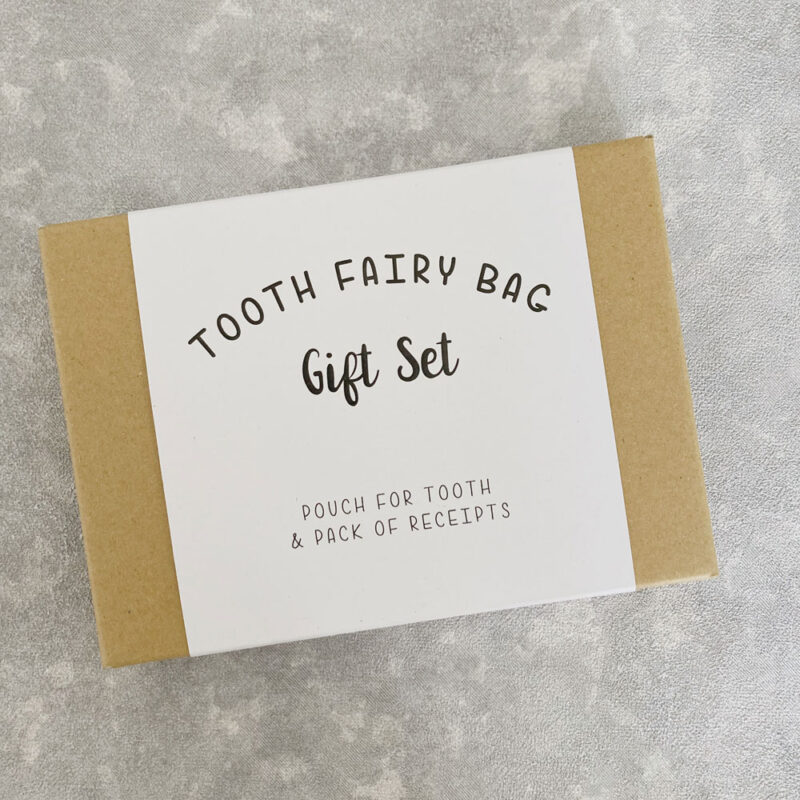 TOOTH FAIRY BAG
Gift Set
POUCH FOR TOOTH
& PACK OF RECEIPTS